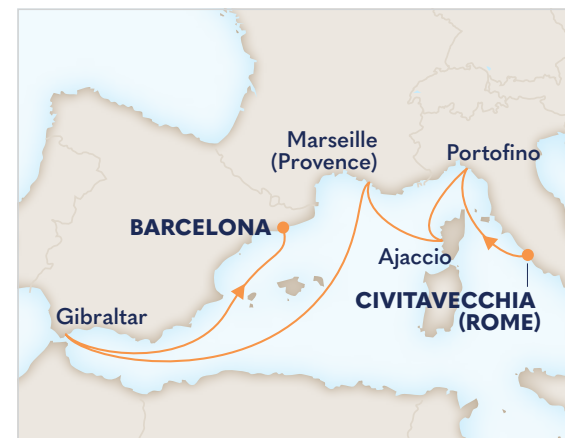 Marseille
(Provence)
Portofino
BARCELONA
Ajaccio
CIVITAVECCHIA
(ROME)
Gibraltar